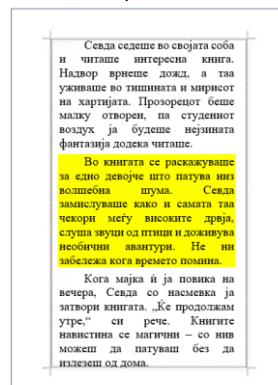 Севда седеше во својата соба
и читаше интересна книга.
Надвор врнеше дожд, а таа
уживаше во тишината и мирисот
на хартијата. Прозорецот беше
малку отворен, па студениот
воздух ја будеше нејзината
фантазија додека читаше.
Во книгата се раскажуваше
за едно девојче што патува низ
волшебна шума. Севда
замислуваше како и самата таа
чекори меѓу високите дрвја,
слуша звуци од птици и доживува
необични авантури. Не ни
забележа кога времето помина.
Кога мајка ѝ ја повика на
вечера, Севда со насмевка ја
затвори книгата. „Ќе продолжам
утре,“ си рече. Книгите
навистина се магични – со нив
можеш да патуваш без да
излезеш од дома.